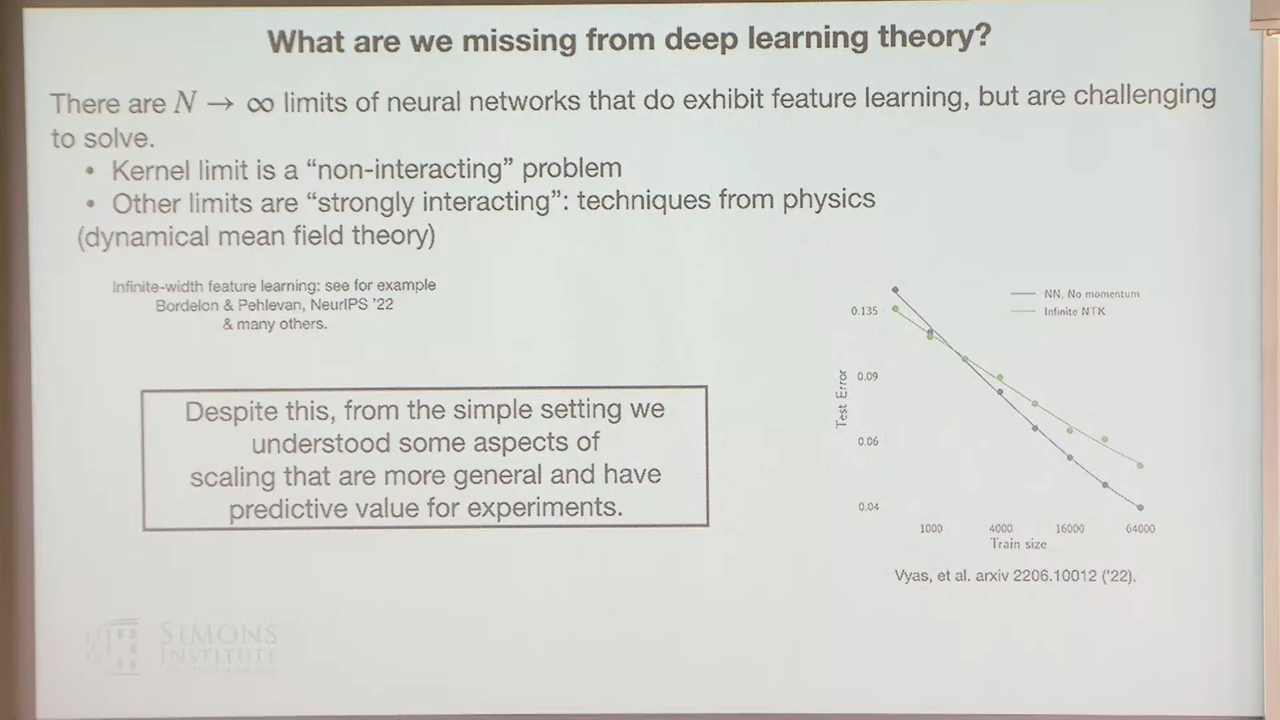 What are we missing from deep learning theory?
There are N → ∞ limits of neural networks that do exhibit feature learning, but are challenging
to solve.
• Kernel limit is a “non-interacting” problem
• Other limits are “strongly interacting”: techniques from physics
(dynamical mean field theory)
Infinite-width feature learning: see for example
Bordelon & Pehlevan, NeurIPS '22
& many others.
Despite this, from the simple setting we
understood some aspects of
scaling that are more general and have
predictive value for experiments.
NN, No momentum
Infinite NTK
0.135
0.09
0.06
0.04
Test Error
1000 4000 16000 64000
Train size
Vyas, et al. arxiv 2206.10012 ('22).
SIMONS
INSTITUTE